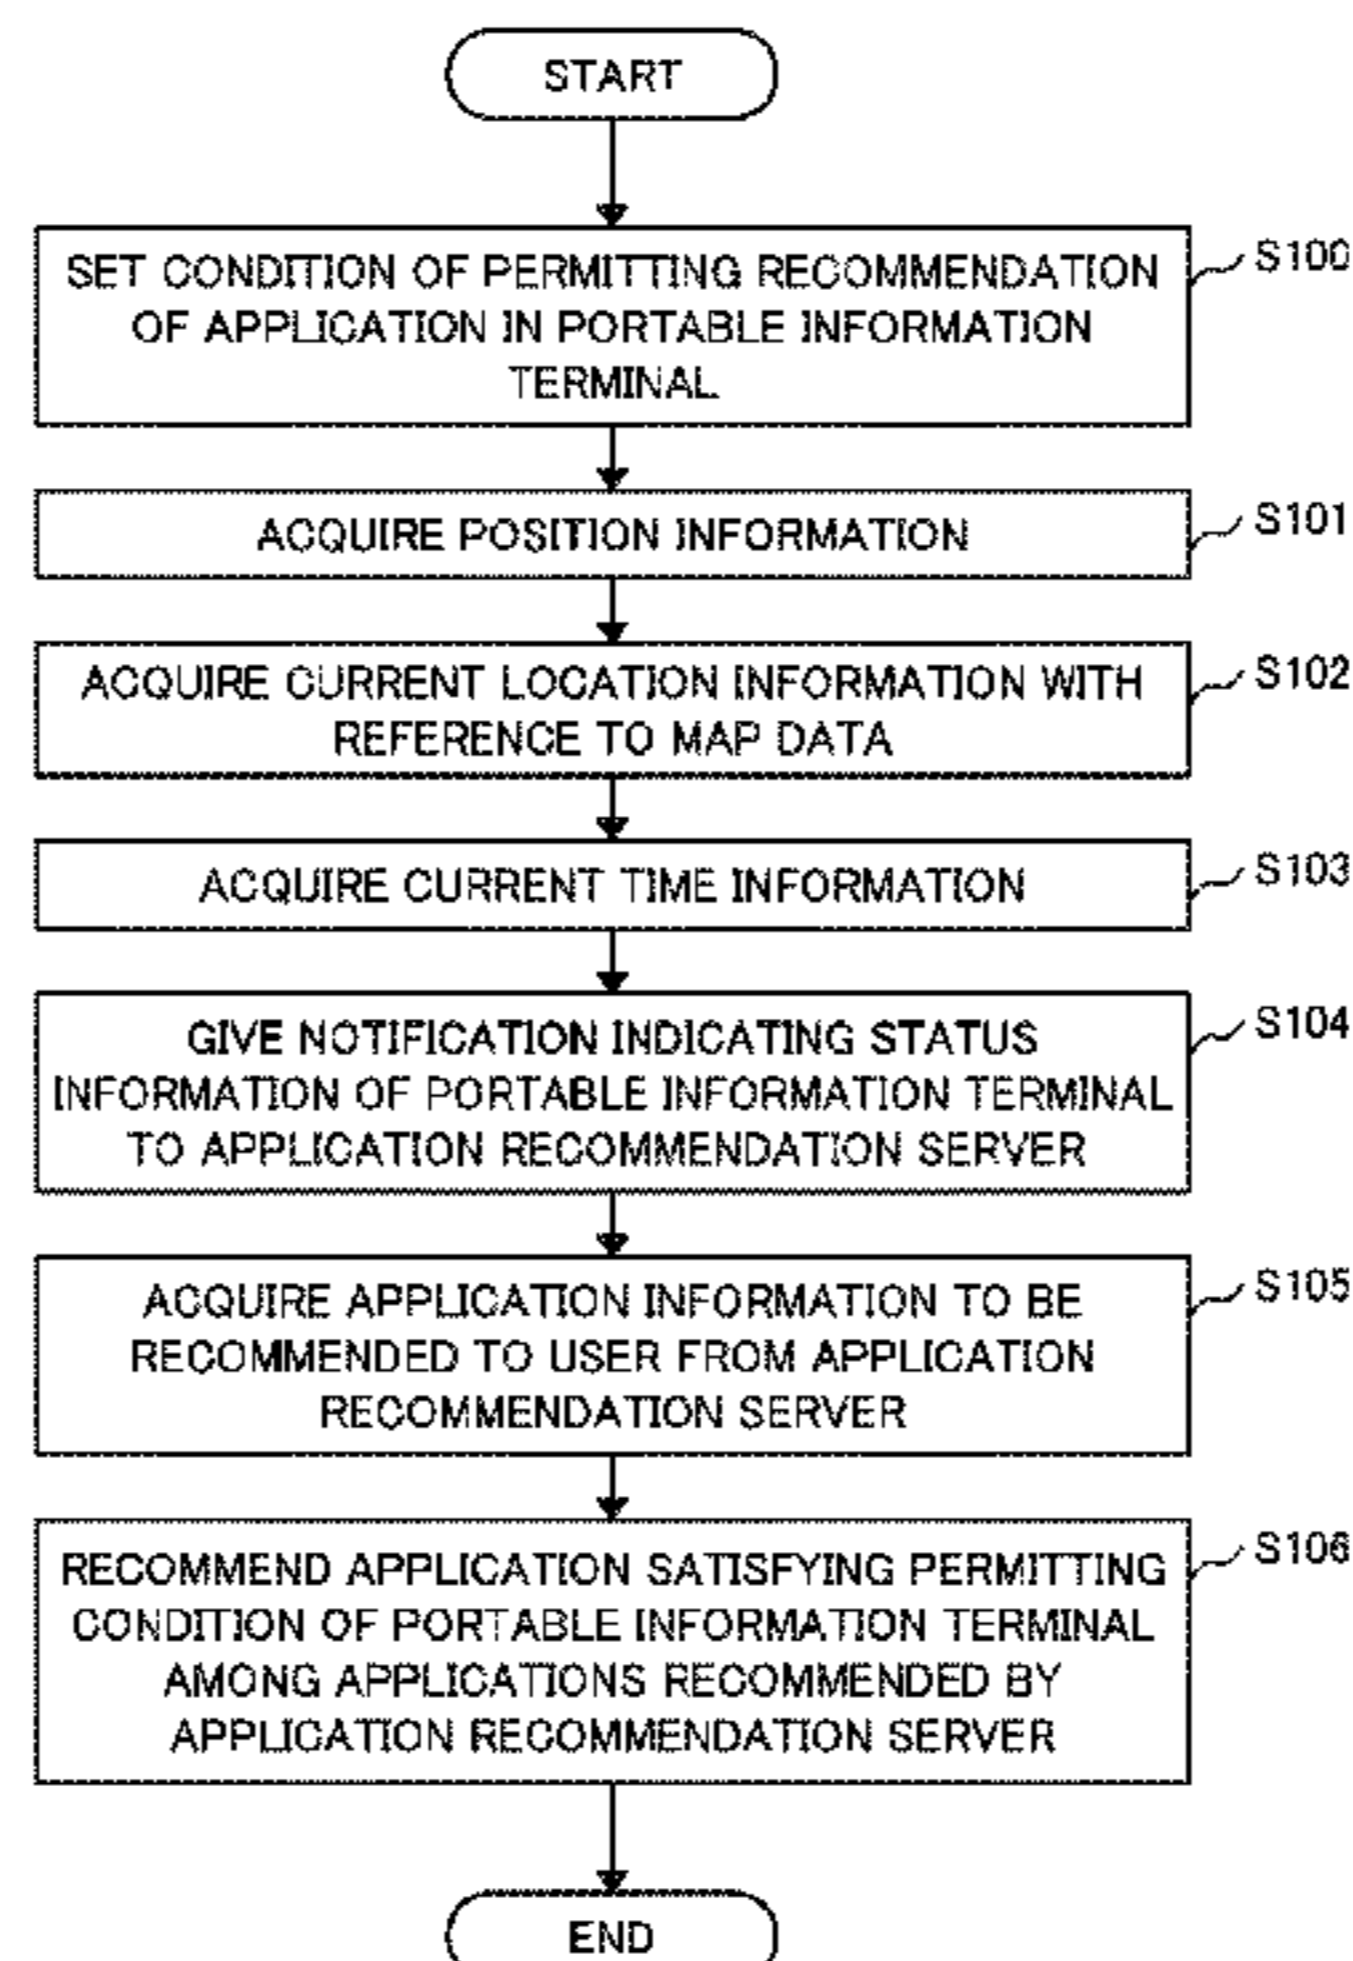 START
SET CONDITION OF PERMITTING RECOMMENDATION
OF APPLICATION IN PORTABLE INFORMATION
TERMINAL
S100
ACQUIRE POSITION INFORMATION
S101
ACQUIRE CURRENT LOCATION INFORMATION WITH
REFERENCE TO MAP DATA
S102
ACQUIRE CURRENT TIME INFORMATION
S103
GIVE NOTIFICATION INDICATING STATUS
INFORMATION OF PORTABLE INFORMATION TERMINAL
TO APPLICATION RECOMMENDATION SERVER
S104
ACQUIRE APPLICATION INFORMATION TO BE
RECOMMENDED TO USER FROM APPLICATION
RECOMMENDATION SERVER
S105
RECOMMEND APPLICATION SATISFYING PERMITTING
CONDITION OF PORTABLE INFORMATION TERMINAL
AMONG APPLICATIONS RECOMMENDED BY
APPLICATION RECOMMENDATION SERVER
S106
END